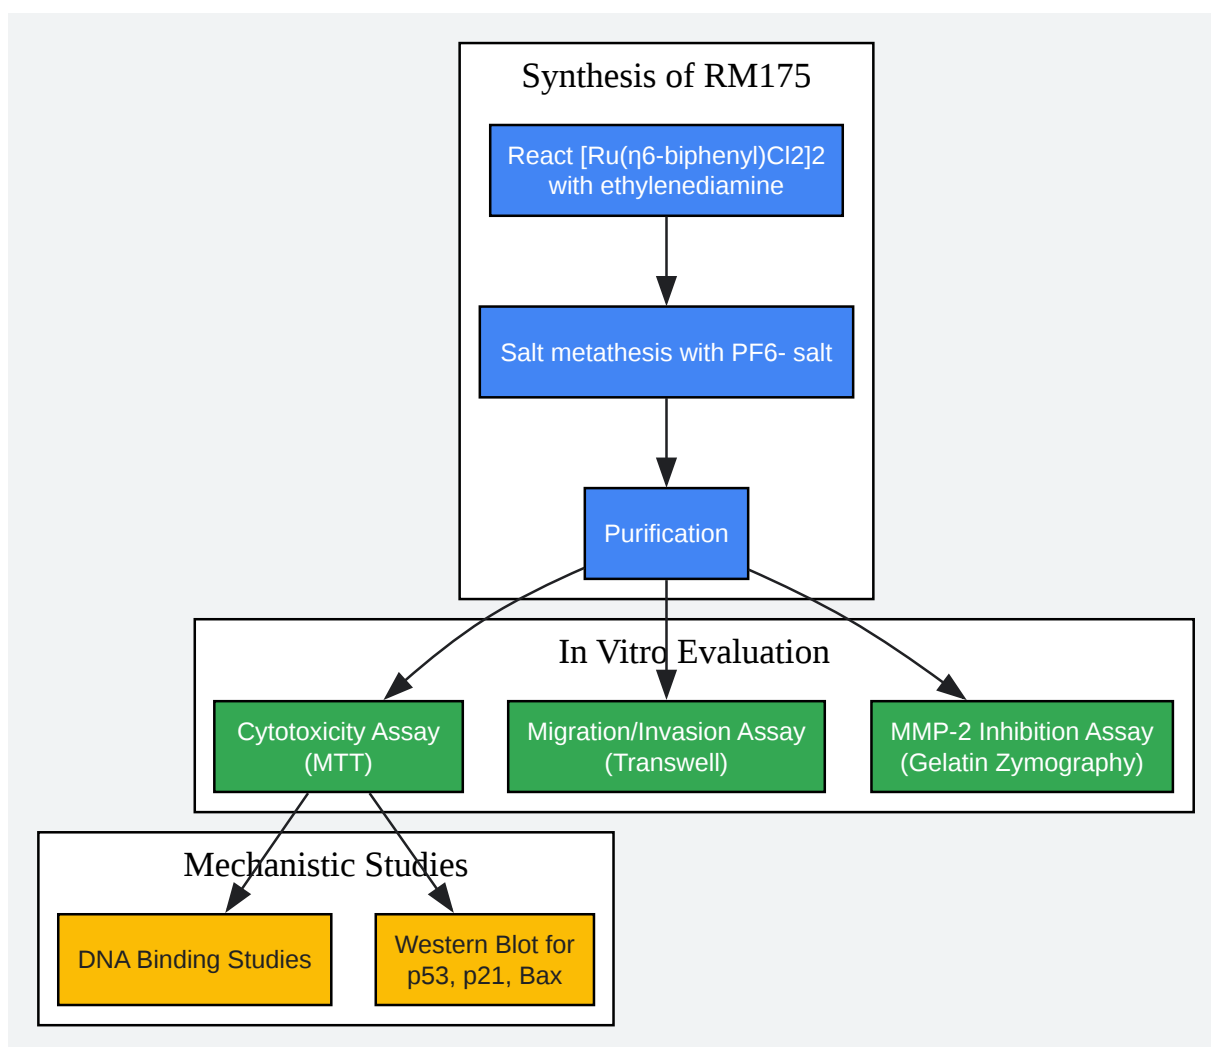 Synthesis of RM175
React [Ru(η6-biphenyl)Cl2]2
with ethylenediamine
Salt metathesis with PF6- salt
Purification
In Vitro Evaluation
Cytotoxicity Assay
(MTT)
Migration/Invasion Assay
(Transwell)
MMP-2 Inhibition Assay
(Gelatin Zymography)
Mechanistic Studies
DNA Binding Studies
Western Blot for
p53, p21, Bax